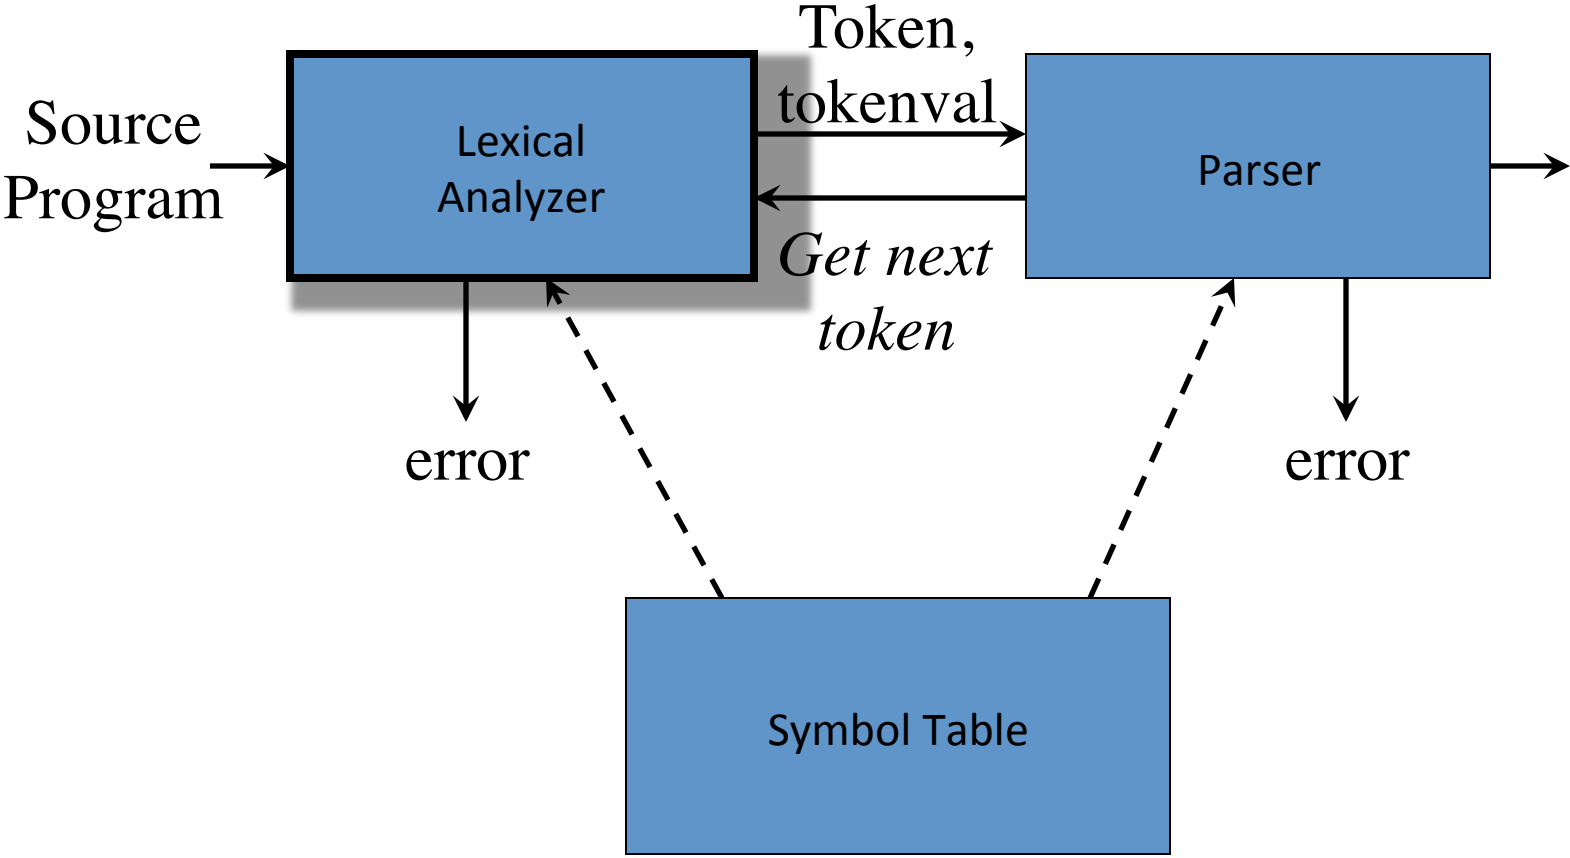 Source
Program
Lexical
Analyzer
Token,
tokenval
Get next
token
Parser
error
error
Symbol Table